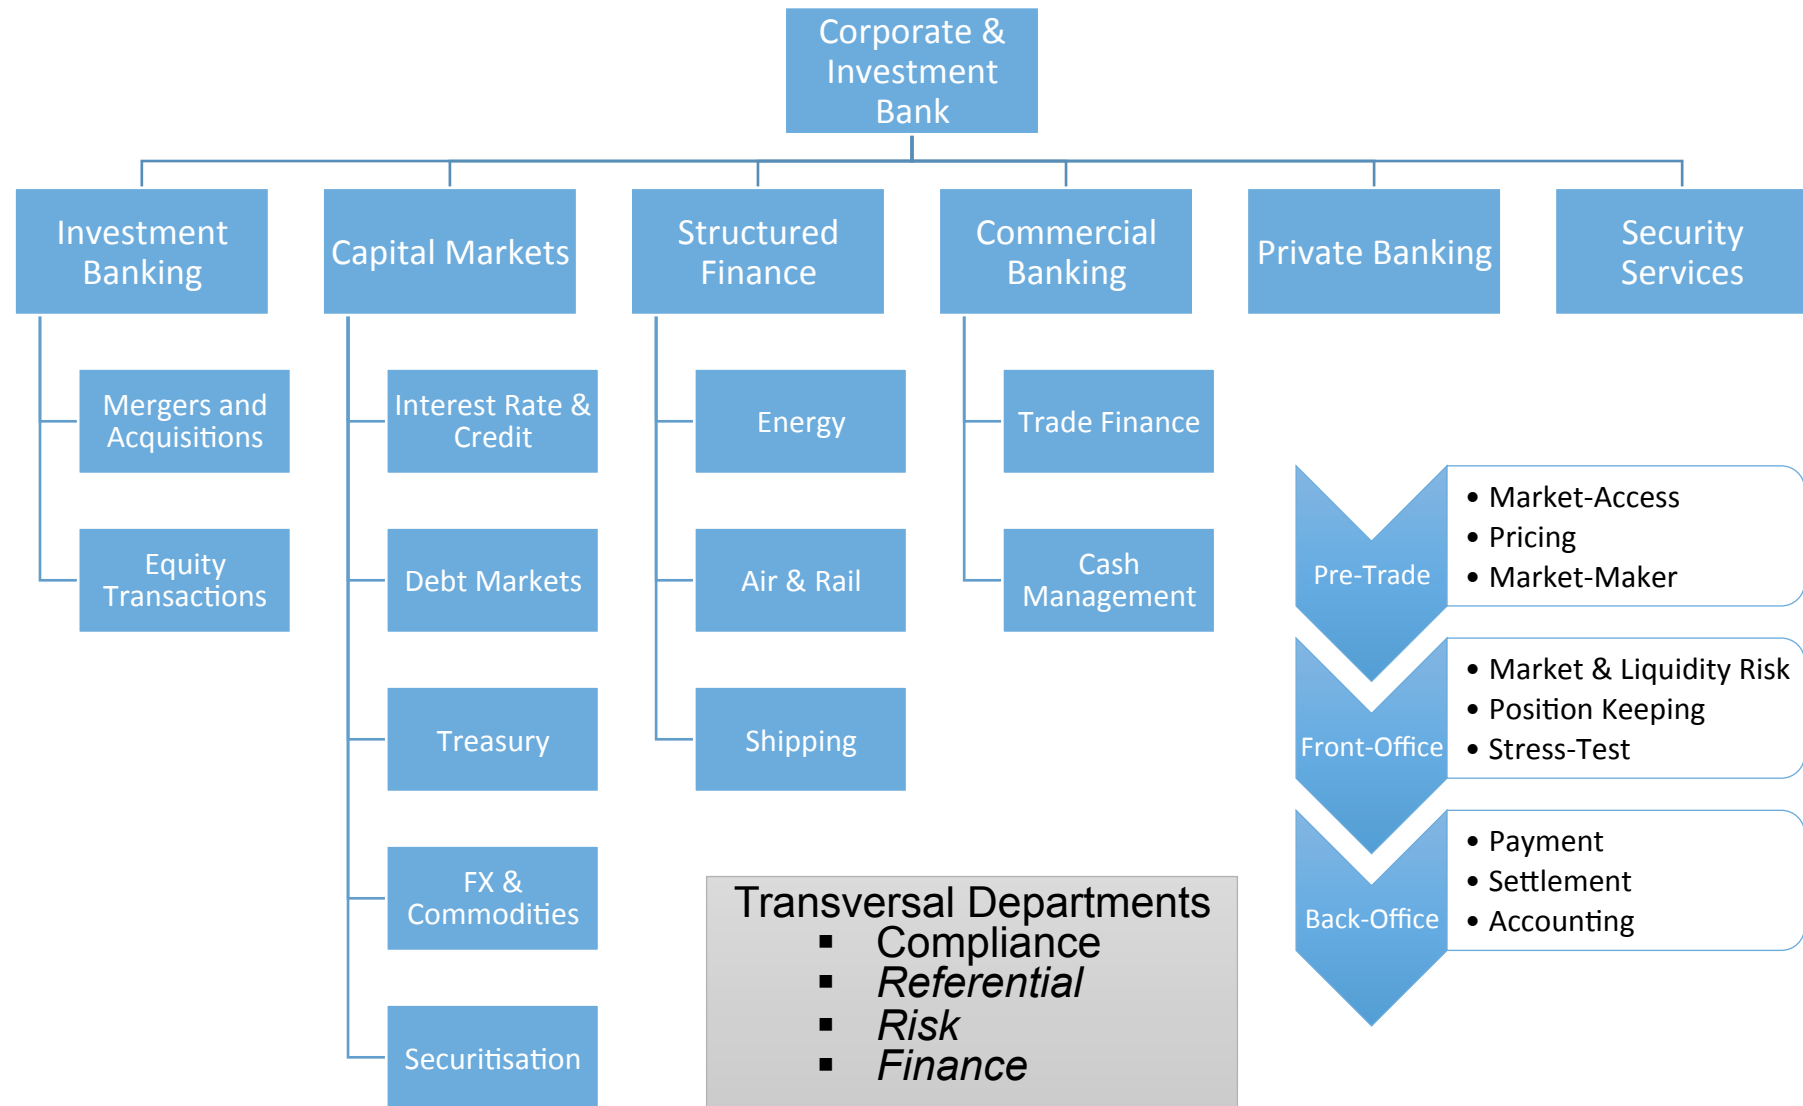 Corporate &
Investment
Bank
Investment
Banking
Capital Markets
Structured
Finance
Commercial
Banking
Private Banking
Security
Services
Mergers and
Acquisitions
Equity
Transactions
Interest Rate &
Credit
Debt Markets
Treasury
FX &
Commodities
Securitisation
Energy
Air & Rail
Shipping
Trade Finance
Cash
Management
Pre-Trade
• Market-Access
• Pricing
• Market-Maker
Front-Office
• Market & Liquidity Risk
• Position Keeping
• Stress-Test
Back-Office
• Payment
• Settlement
• Accounting
Transversal Departments
▪ Compliance
▪ Referential
▪ Risk
▪ Finance